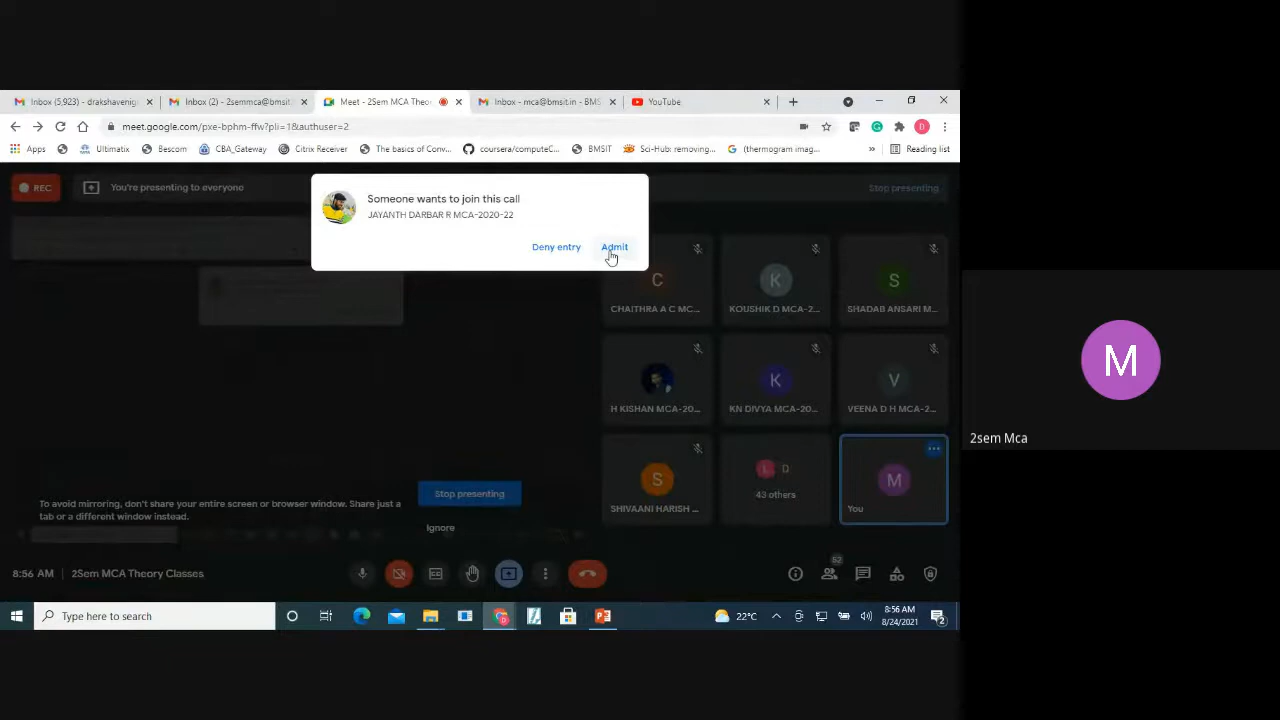 Inbox (5,923) - drakshavenig
Inbox (2) - 2semmca@bmsit
Meet - 2Sem MCA Theor
Inbox - mca@bmsit.in - BMS
YouTube
meet.google.com/pxe-bphm-ffw?pli=1&authuser=2
D
Apps
Ultimatix
Bescom
CBA_Gateway
Citrix Receiver
The basics of Conv...
coursera/computeC...
BMSIT
Sci-Hub: removing...
(thermogram imag...
»
Reading list
REC
You're presenting to everyone
Stop presenting
Someone wants to join this call
JAYANTH DARBAR R MCA-2020-22
Deny entry
Admit
C
CHAITHRA A C MC...
K
KOUSHIK D MCA-2...
S
SHADAB ANSARI M...
H KISHAN MCA-20...
K
KN DIVYA MCA-20...
V
VEENA D H MCA-2...
S
SHIVAANI HARISH ...
L
D
43 others
M
You
To avoid mirroring, don't share your entire screen or browser window. Share just a
tab or a different window instead.
Stop presenting
Ignore
8:56 AM | 2Sem MCA Theory Classes
52
Type here to search
22°C
8:56 AM
8/24/2021
2
M
2sem Mca